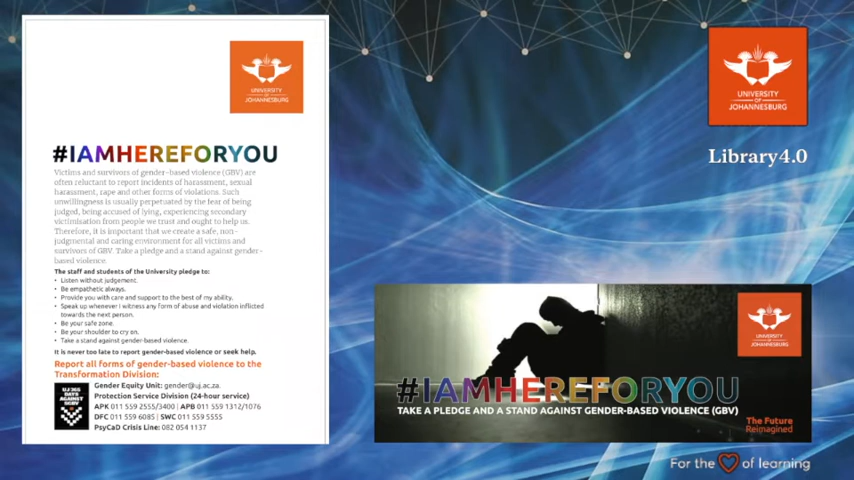 UNIVERSITY
OF
JOHANNESBURG
#IAMHEREFORYOU
Victims and survivors of gender-based violence (GBV) are
often reluctant to report incidents of harassment, sexual
harassment, rape and other forms of violations. Such
unwillingness is usually perpetuated by the fear of being
judged, being accused of lying, experiencing secondary
victimisation from people we trust and ought to help us.
Therefore, it is important that we create a safe, non-
judgmental and caring environment for all victims and
survivors of GBV. Take a pledge and a stand against gender-
based violence.
The staff and students of the University pledge to:
• Listen without judgement.
• Be empathetic always.
• Provide you with care and support to the best of my ability.
• Speak up whenever I witness any form of abuse and violation inflicted
towards the next person.
• Be your safe zone.
• Be your shoulder to cry on.
• Take a stand against gender-based violence.
It is never too late to report gender-based violence or seek help.
Report all forms of gender-based violence to the
Transformation Division:
UJ 365
DAYS
AGAINST
GBV
Gender Equity Unit: gender@uj.ac.za.
Protection Service Division (24-hour service)
APK 011 559 2555/3400 | APB 011 559 1312/1076
DFC 011 559 6085 | SWC 011 559 5555
PsyCaD Crisis Line: 082 054 1137
UNIVERSITY
OF
JOHANNESBURG
Library4.0
UNIVERSITY
OF
JOHANNESBURG
#IAMHEREFORYOU
TAKE A PLEDGE AND A STAND AGAINST GENDER-BASED VIOLENCE (GBV)
The Future
Reimagined
For the of learning